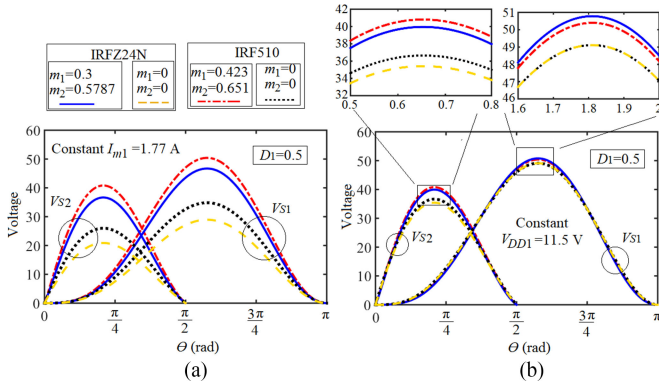 IRFZ24N
m1=0.3
m2=0.5787
m1=0
m2=0
IRF510
m1=0.423
m2=0.651
m1=0
m2=0
60
50
40
30
20
10
0
Voltage
Constant Im1=1.77 A
D1=0.5
VS2
VS1
0
π/4
π/2
3π/4
π
Θ (rad)
(a)
42
40
38
36
34
0.5
0.6
0.7
0.8
51
50
49
48
47
46
1.6
1.7
1.8
1.9
2
60
50
40
30
20
10
0
Voltage
D1=0.5
VS2
Constant
VDD1=11.5 V
VS1
0
π/4
π/2
3π/4
π
Θ (rad)
(b)